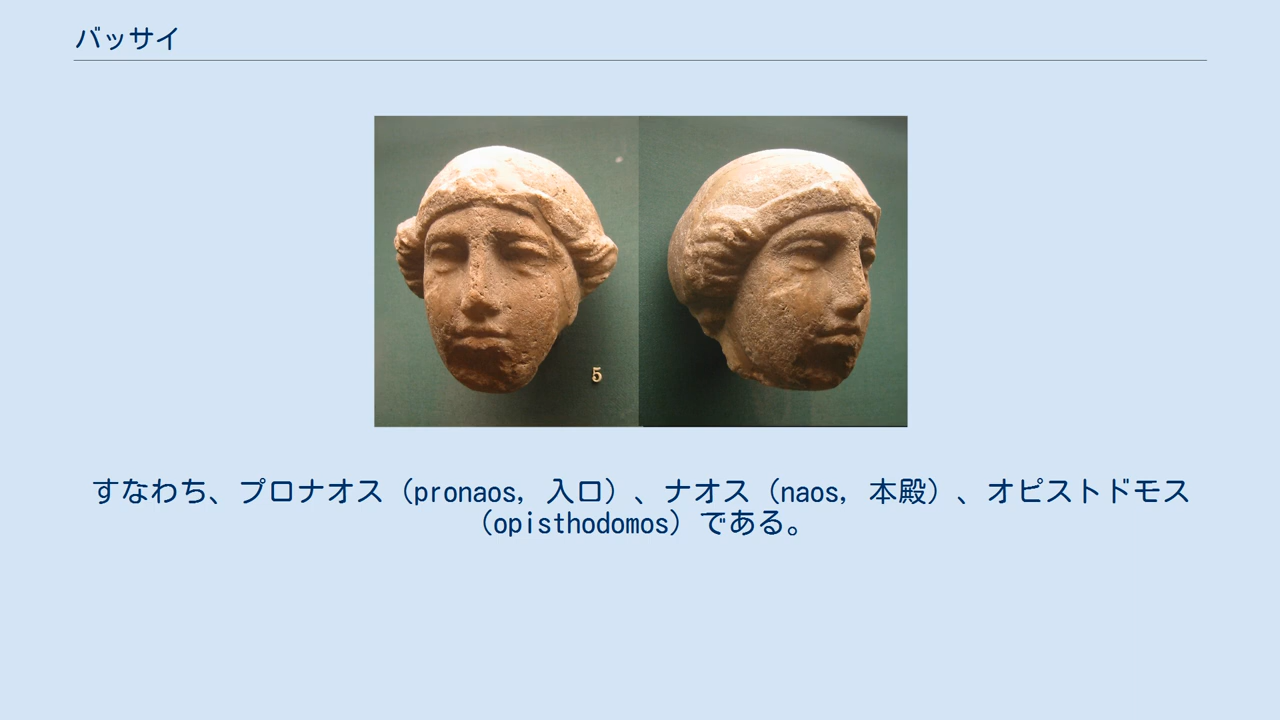 バッサイ
5
すなわち、プロナオス（pronaos, 入口）、ナオス（naos, 本殿）、オピストドモス
（opisthodomos）である。